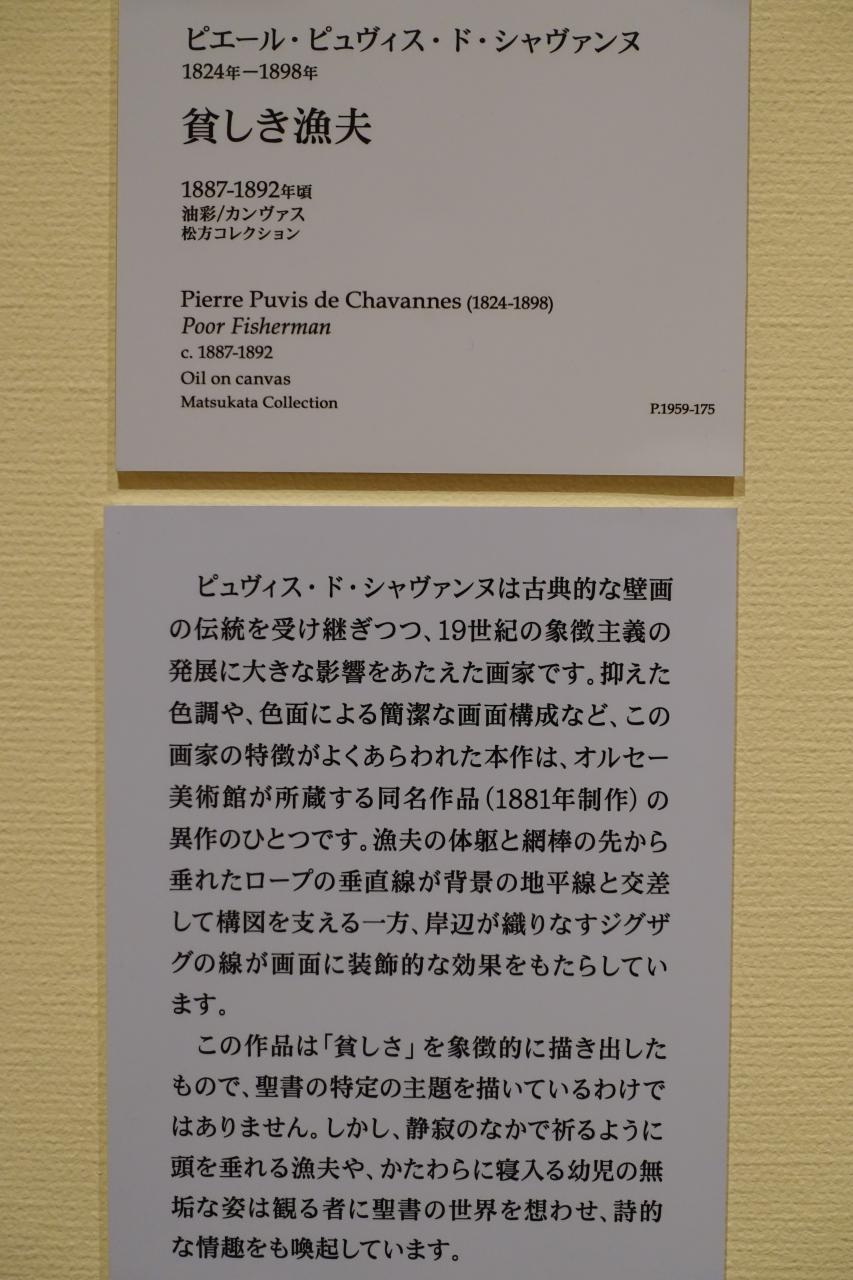 ピエール・ピュヴィス・ド・シャヴァンヌ
1824年－1898年
貧しき漁夫
1887-1892年頃
油彩/カンヴァス
松方コレクション
Pierre Puvis de Chavannes (1824-1898)
Poor Fisherman
c. 1887-1892
Oil on canvas
Matsukata Collection
P.1959-175
ピュヴィス・ド・シャヴァンヌは古典的な壁画
の伝統を受け継ぎつつ、19世紀の象徴主義の
発展に大きな影響をあたえた画家です。抑えた
色調や、色面による簡潔な画面構成など、この
画家の特徴がよくあらわれた本作は、オルセー
美術館が所蔵する同名作品（1881年制作）の
異作のひとつです。漁夫の体躯と網棒の先から
垂れたロープの垂直線が背景の地平線と交差
して構図を支える一方、岸辺が織りなすジグザ
グの線が画面に装飾的な効果をもたらしてい
ます。
この作品は「貧しさ」を象徴的に描き出した
もので、聖書の特定の主題を描いているわけで
はありません。しかし、静寂のなかで祈るように
頭を垂れる漁夫や、かたわらに寝入る幼児の無
垢な姿は観る者に聖書の世界を想わせ、詩的
な情趣をも喚起しています。